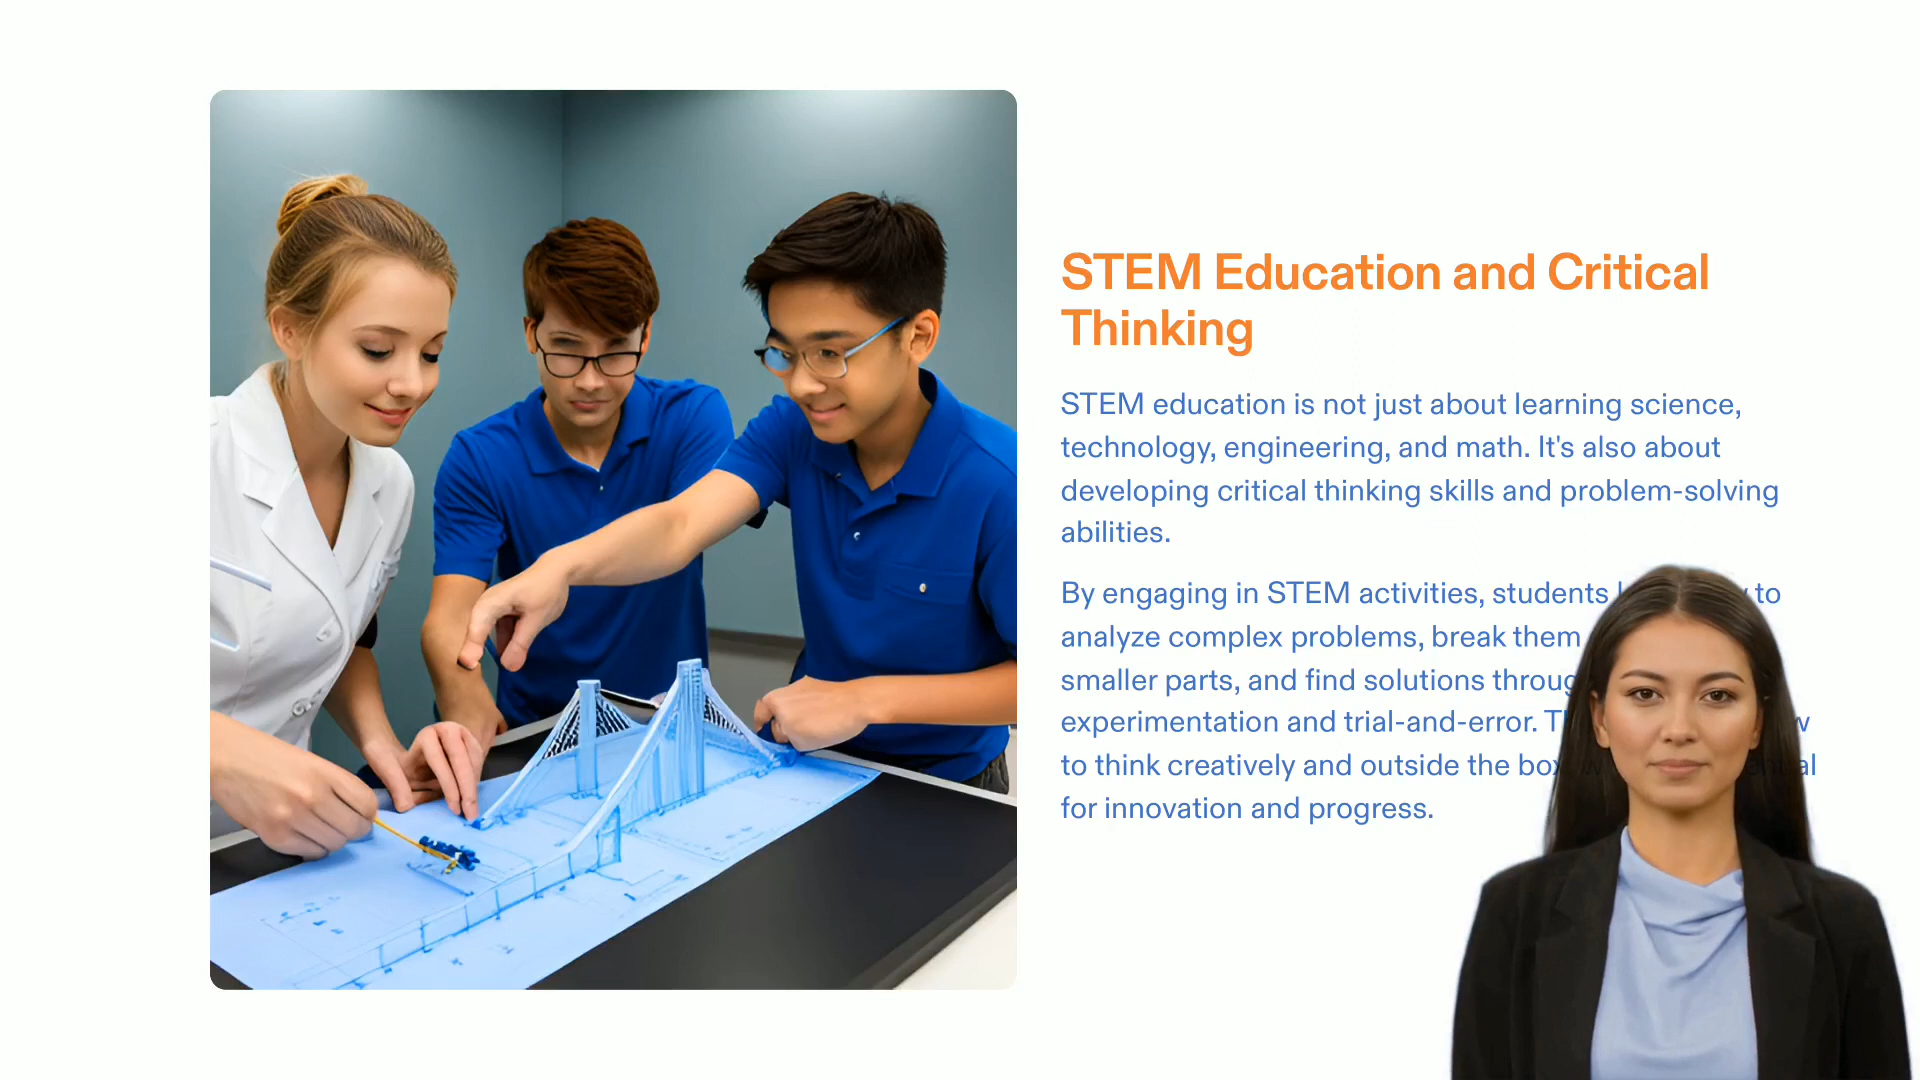 STEM Education and Critical
Thinking
STEM education is not just about learning science,
technology, engineering, and math. It's also about
developing critical thinking skills and problem-solving
abilities.
By engaging in STEM activities, students to
analyze complex problems, break them
smaller parts, and find solutions
experimentation and trial-and-error.
to think creatively and outside the box
for innovation and progress.